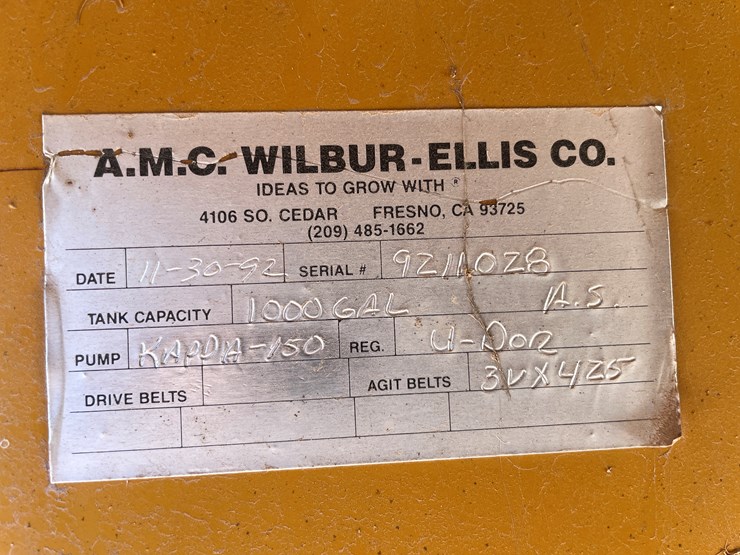 A.M.C. WILBUR-ELLIS CO.
IDEAS TO GROW WITH ®
4106 SO. CEDAR FRESNO, CA 93725
(209) 485-1662
DATE 11-30-92 SERIAL # 9211028
TANK CAPACITY 1000 GAL A.S.
PUMP KAPPA-150 REG. U-DOR
DRIVE BELTS AGIT BELTS 3VX425